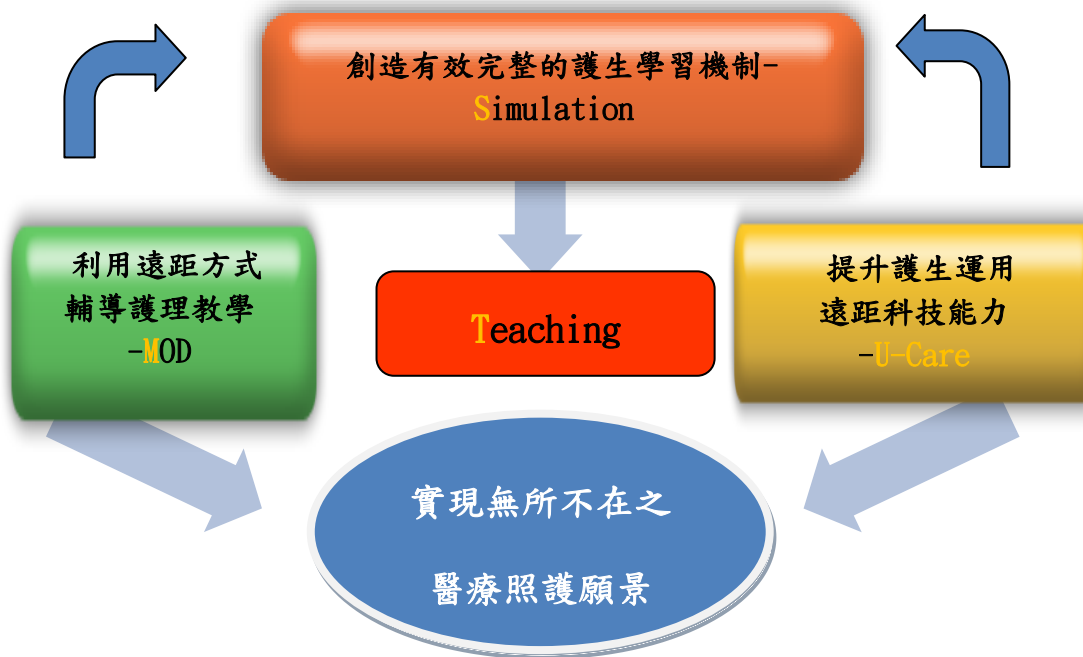 創造有效完整的護生學習機制-
Simulation
利用遠距方式
輔導護理教學
-MOD
Teaching
提升護生運用
遠距科技能力
-U-Care
實現無所不在之
醫療照護願景